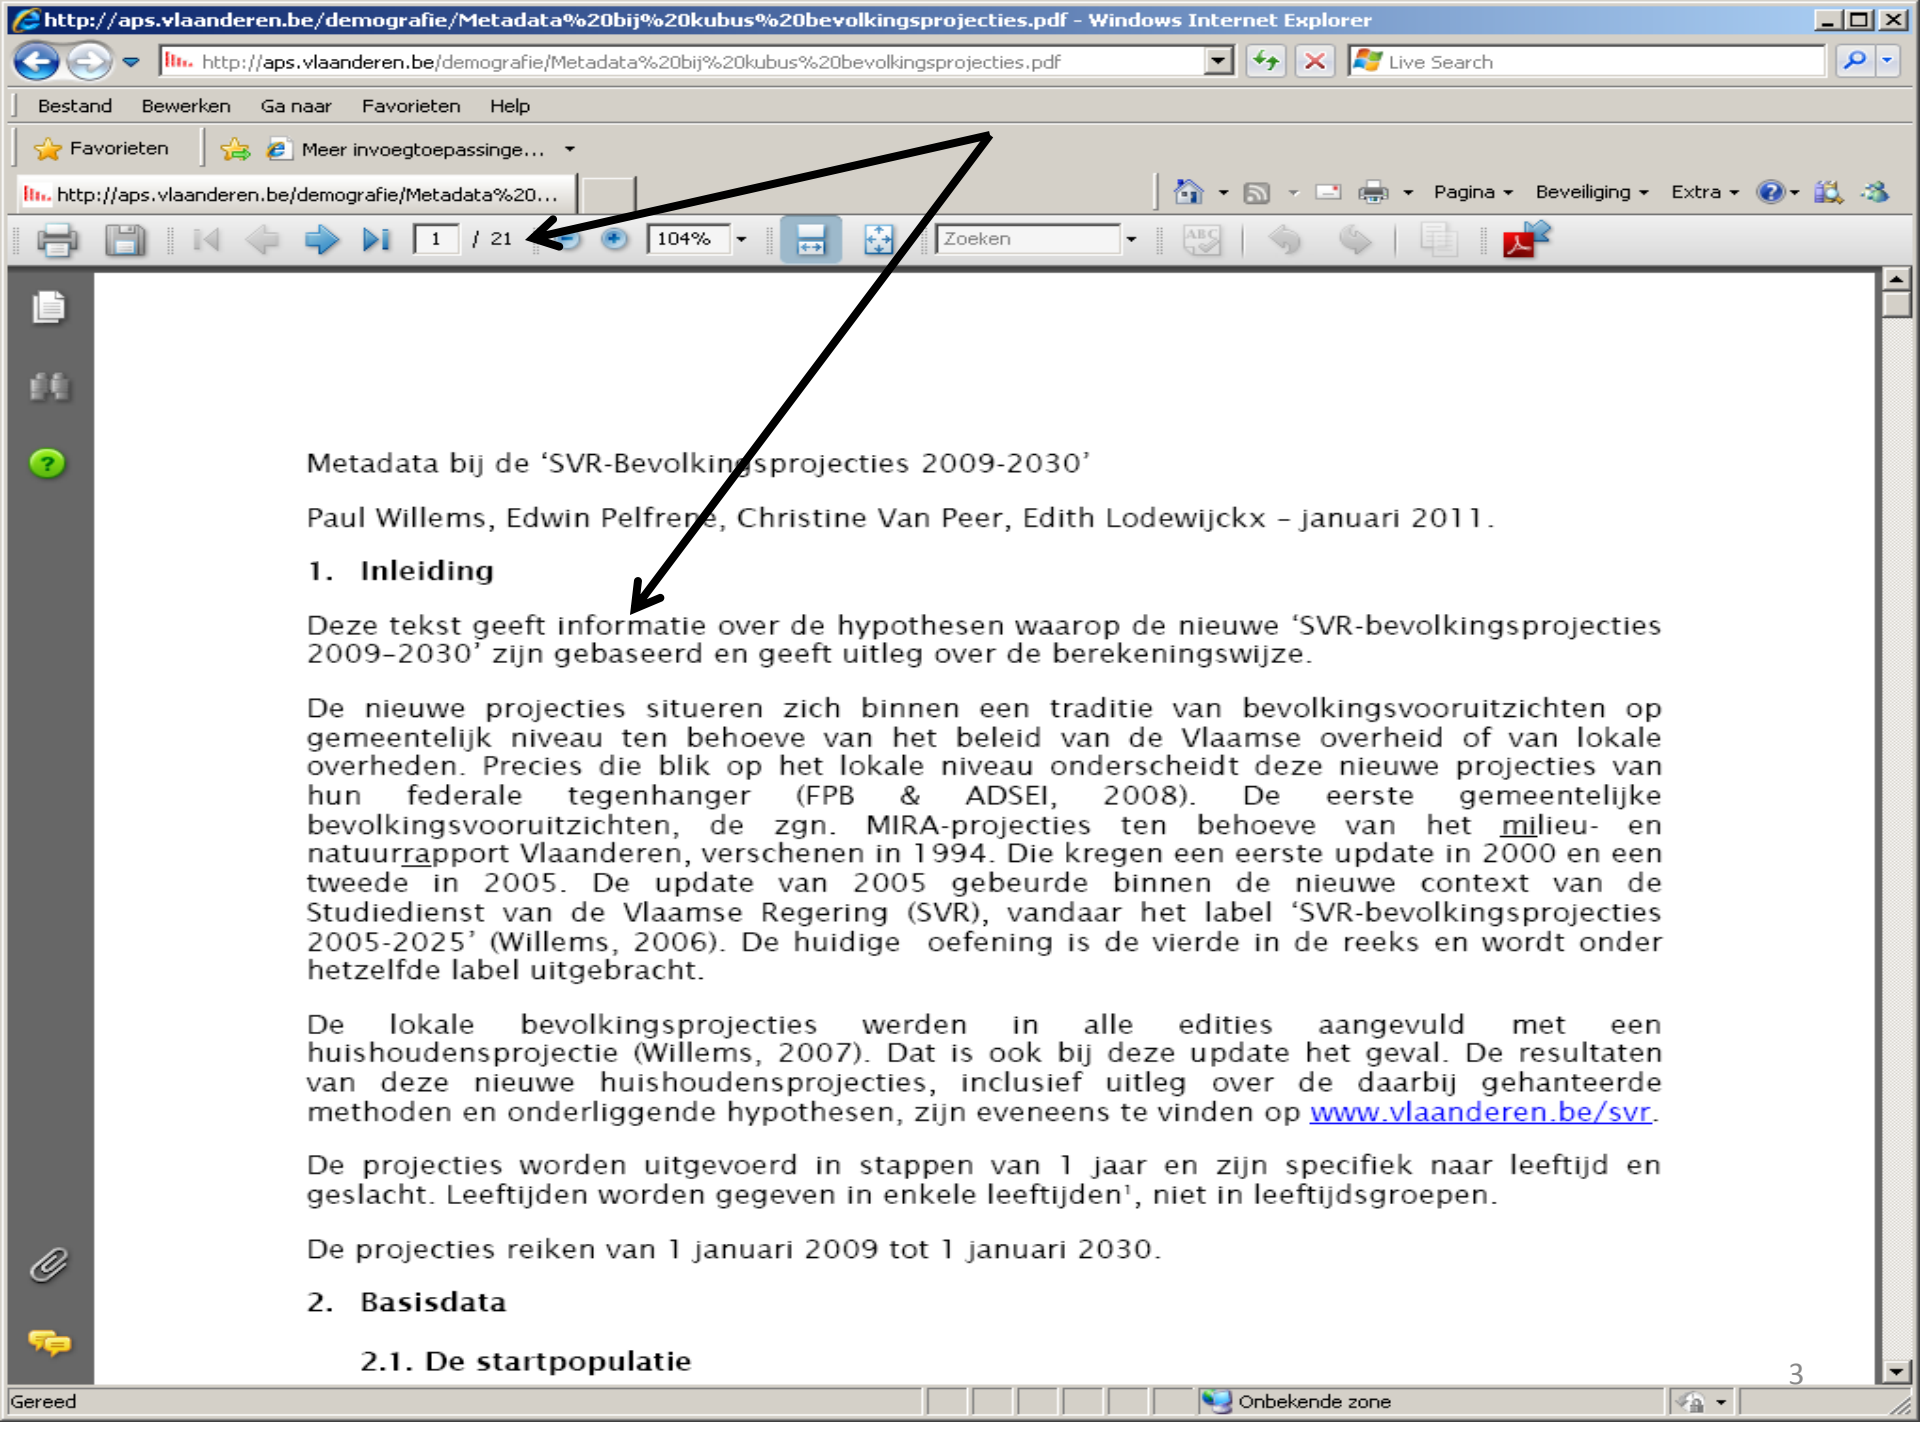 http://aps.vlaanderen.be/demografie/Metadata%20bij%20kubus%20bevolkingsprojecties.pdf - Windows Internet Explorer
http://aps.vlaanderen.be/demografie/Metadata%20bij%20kubus%20bevolkingsprojecties.pdf
Live Search
Bestand Bewerken Ga naar Favorieten Help
Favorieten Meer invoegtoepassinge...
http://aps.vlaanderen.be/demografie/Metadata%20... Pagina Beveiliging Extra
1 / 21 104% Zoeken
Metadata bij de ‘SVR-Bevolkingsprojecties 2009-2030’
Paul Willems, Edwin Pelfrene, Christine Van Peer, Edith Lodewijckx – januari 2011.
1. Inleiding
Deze tekst geeft informatie over de hypothesen waarop de nieuwe ‘SVR-bevolkingsprojecties
2009–2030’ zijn gebaseerd en geeft uitleg over de berekeningswijze.
De nieuwe projecties situeren zich binnen een traditie van bevolkingsvooruitzichten op
gemeentelijk niveau ten behoeve van het beleid van de Vlaamse overheid of van lokale
overheden. Precies die blik op het lokale niveau onderscheidt deze nieuwe projecties van
hun federale tegenhanger (FPB & ADSEI, 2008). De eerste gemeentelijke
bevolkingsvooruitzichten, de zgn. MIRA-projecties ten behoeve van het milieu- en
natuurrapport Vlaanderen, verschenen in 1994. Die kregen een eerste update in 2000 en een
tweede in 2005. De update van 2005 gebeurde binnen de nieuwe context van de
Studiedienst van de Vlaamse Regering (SVR), vandaar het label ‘SVR-bevolkingsprojecties
2005-2025’ (Willems, 2006). De huidige oefening is de vierde in de reeks en wordt onder
hetzelfde label uitgebracht.
De lokale bevolkingsprojecties werden in alle edities aangevuld met een
huishoudensprojectie (Willems, 2007). Dat is ook bij deze update het geval. De resultaten
van deze nieuwe huishoudensprojecties, inclusief uitleg over de daarbij gehanteerde
methoden en onderliggende hypothesen, zijn eveneens te vinden op www.vlaanderen.be/svr.
De projecties worden uitgevoerd in stappen van 1 jaar en zijn specifiek naar leeftijd en
geslacht. Leeftijden worden gegeven in enkele leeftijden¹, niet in leeftijdsgroepen.
De projecties reiken van 1 januari 2009 tot 1 januari 2030.
2. Basisdata
2.1. De startpopulatie
3
Gereed Onbekende zone